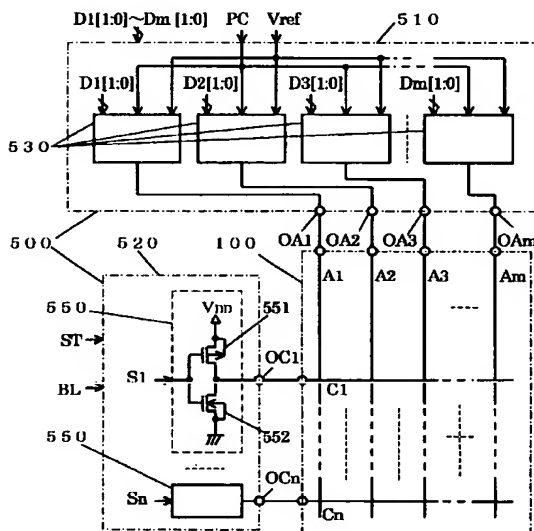 D1[1:0]~Dm[1:0] PC Vref 510
D1[1:0] D2[1:0] D3[1:0] Dm[1:0]
530
500 520 100 OA1 OA2 OA3 OAm
A1 A2 A3 Am
550 VDD 551
ST
S1 OC1
BL C1
552
550 OCn
Sn Cn